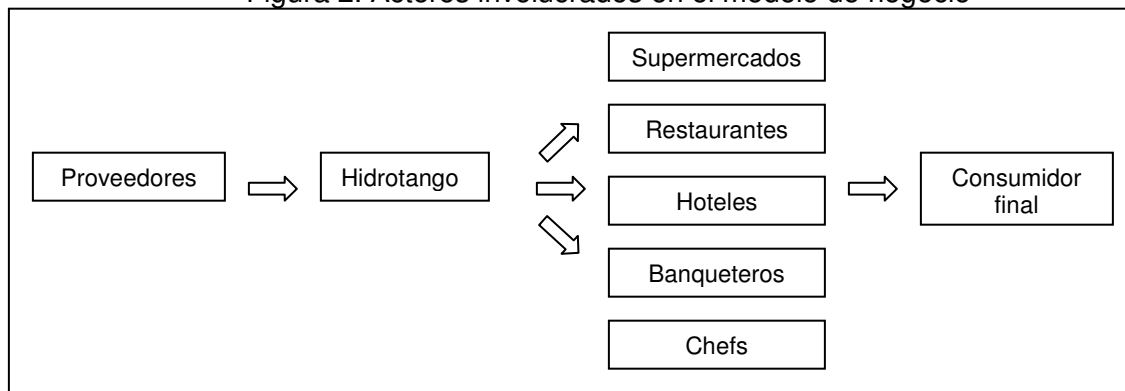 Figura 2. Actores involucrados en el modelo de negocio
Supermercados
Restaurantes
Proveedores
Hidrotango
Hoteles
Consumidor
final
Banqueteros
Chefs